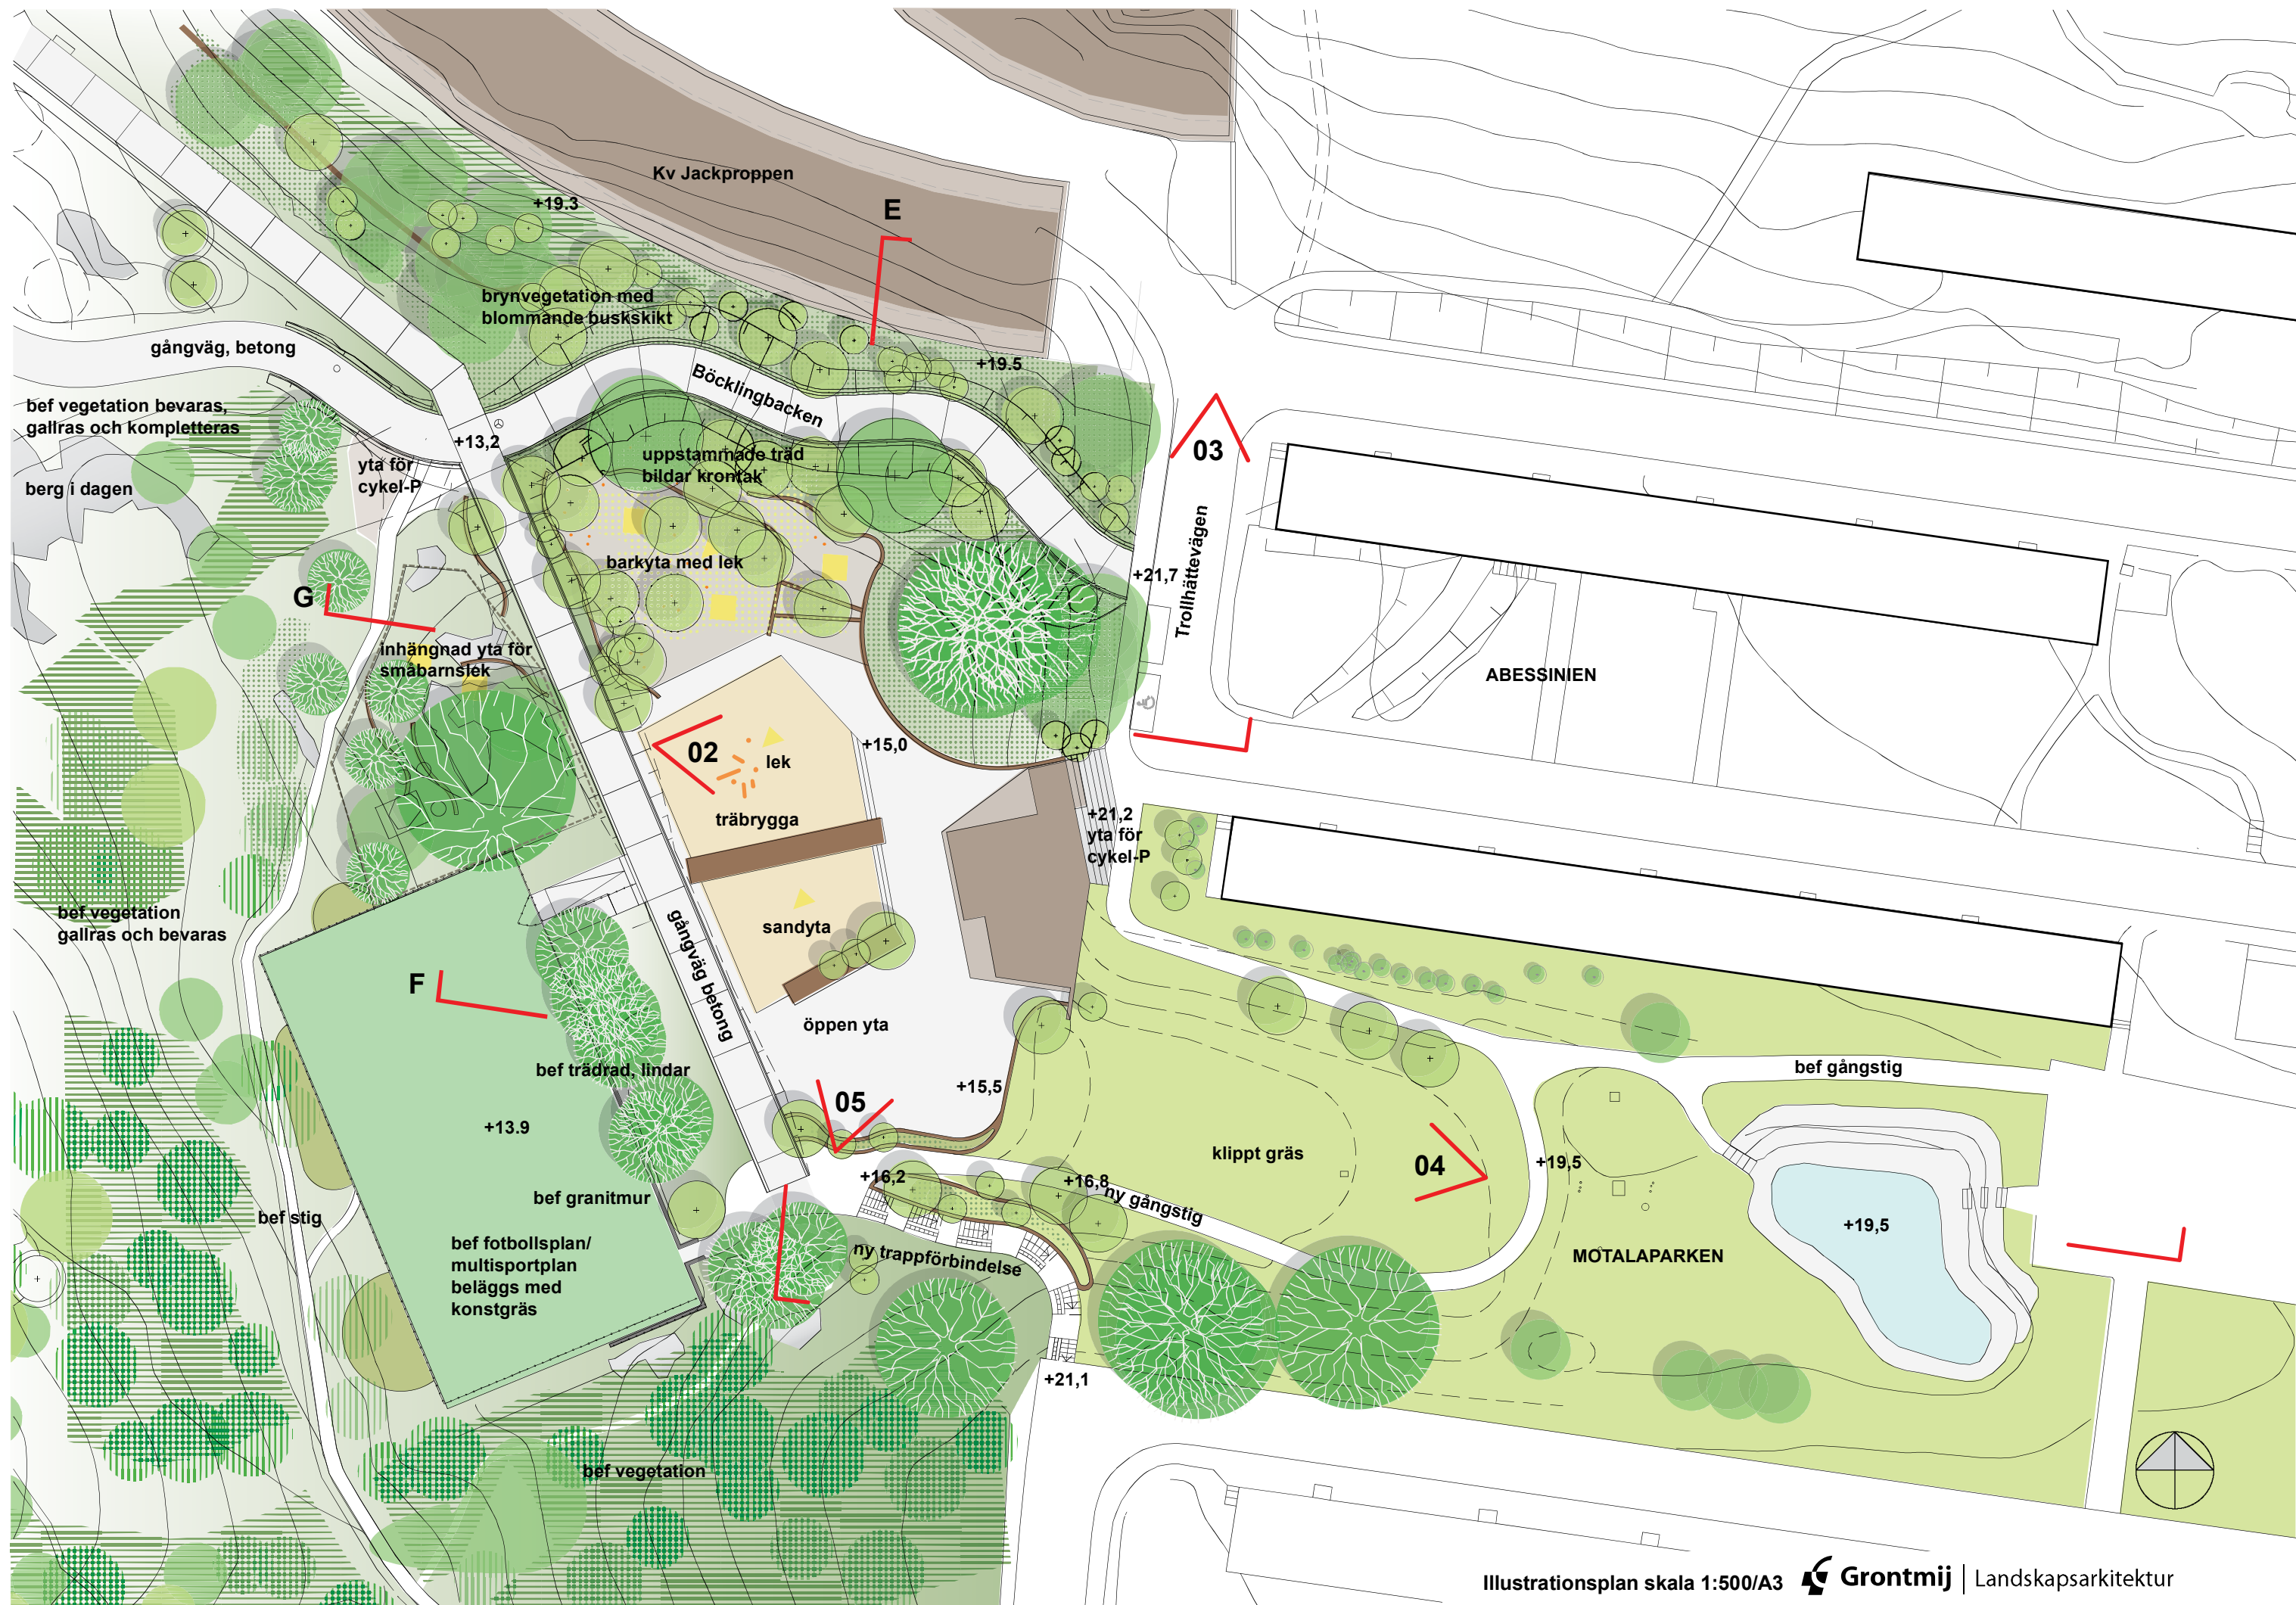 Kv Jackproppen
+19.3
E
brynvegetation med
blommande buskskikt
gångväg, betong
+19.5
Böcklingbacken
bef vegetation bevaras,
gallras och kompletteras
+13,2
03
uppstammade träd
bildar krontak
yta för
cykel-P
berg i dagen
Trollhättevägen
barkyta med lek
+21,7
G
inhängnad yta för
småbarnslek
ABESSINIEN
02
+15,0
lek
träbrygga
+21,2
yta för
cykel-P
bef vegetation
gallras och bevaras
sandyta
gångväg betong
F
öppen yta
bef trädrad, lindar
bef gångstig
+15,5
05
+13.9
klippt gräs
04
+19,5
+16,2
+16,8
ny gångstig
bef granitmur
bef stig
+19,5
bef fotbollsplan/
multisportplan
beläggs med
konstgräs
ny trappförbindelse
MOTALAPARKEN
+21,1
bef vegetation
Illustrationsplan skala 1:500/A3
Grontmij | Landskapsarkitektur